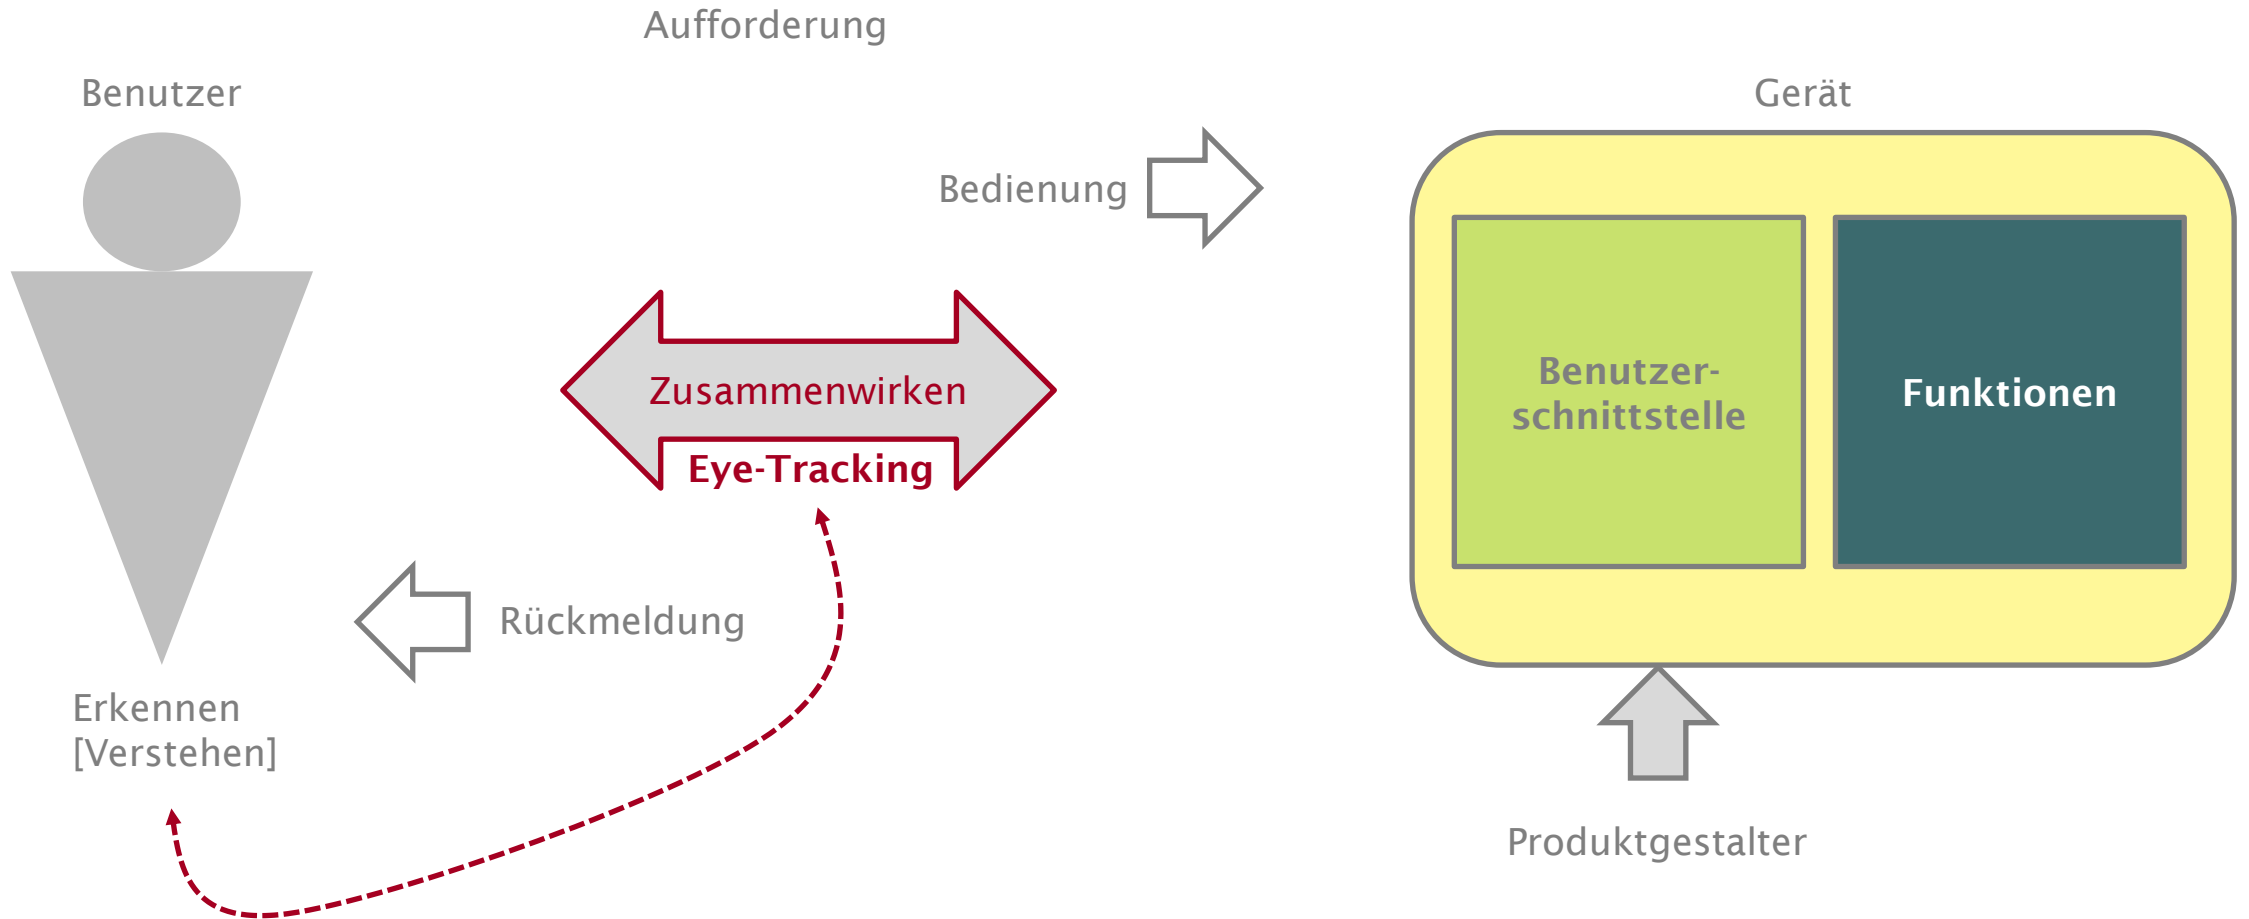 Aufforderung
Benutzer
Gerät
Bedienung
Zusammenwirken
Eye-Tracking
Benutzer-
schnittstelle
Funktionen
Rückmeldung
Erkennen
[Verstehen]
Produktgestalter